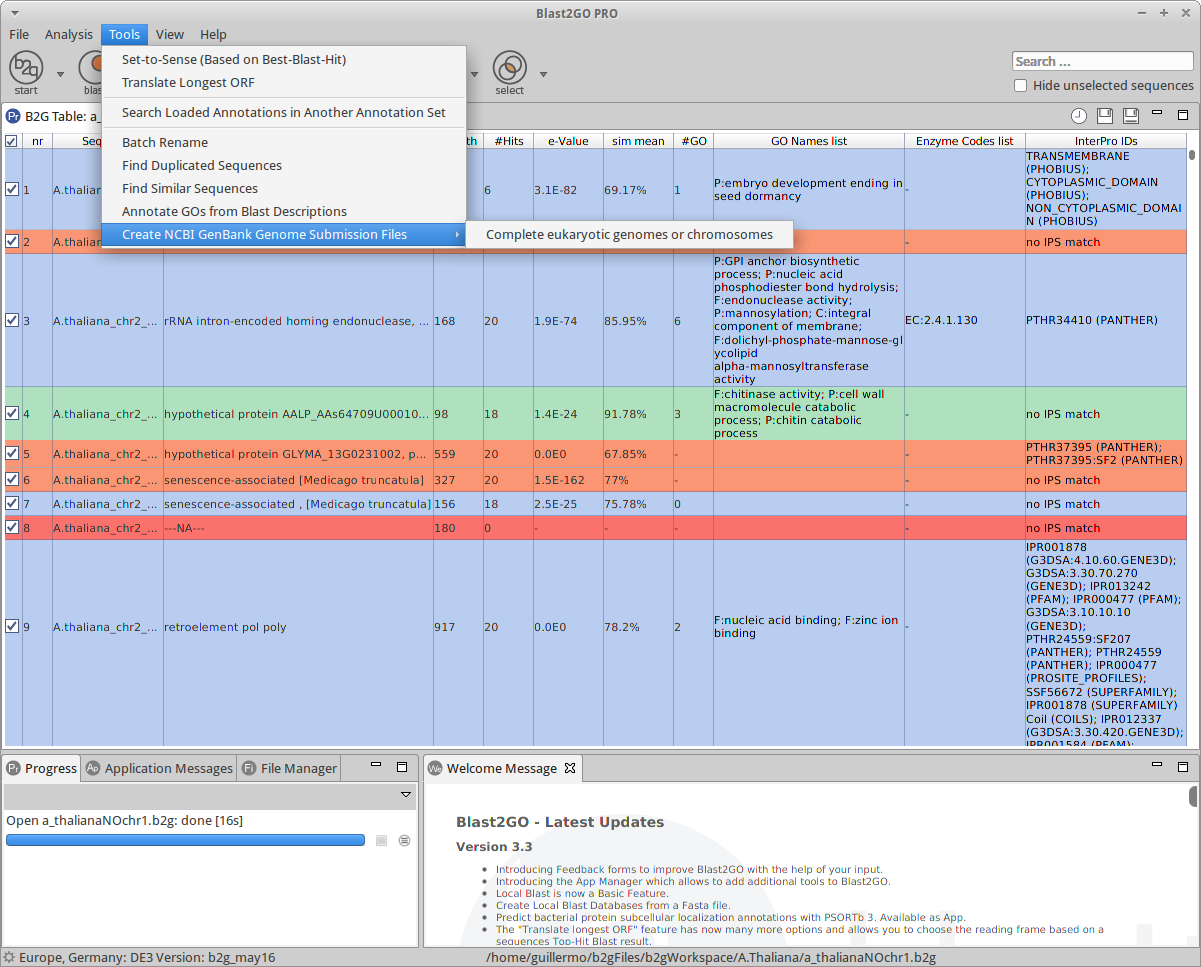 Blast2GO PRO
File Analysis Tools View Help
start
blas
select
Search ...
Hide unselected sequences
Set-to-Sense (Based on Best-Blast-Hit)
Translate Longest ORF
Search Loaded Annotations in Another Annotation Set
Batch Rename
Find Duplicated Sequences
Find Similar Sequences
Annotate GOs from Blast Descriptions
Create NCBI GenBank Genome Submission Files
Complete eukaryotic genomes or chromosomes
Pr B2G Table: a_
nr Seq th #Hits e-Value sim mean #GO GO Names list Enzyme Codes list InterPro IDs
1 A.thaliana 6 3.1E-82 69.17% 1
P:embryo development ending in
seed dormancy
-
TRANSMEMBRANE
(PHOBIUS);
CYTOPLASMIC_DOMAIN
(PHOBIUS);
NON_CYTOPLASMIC_DOMAI
N (PHOBIUS)
2 A.thaliana - no IPS match
3 A.thaliana_chr2_... rRNA intron-encoded homing endonuclease, ... 168 20 1.9E-74 85.95% 6
P:GPI anchor biosynthetic
process; P:nucleic acid
phosphodiester bond hydrolysis;
F:endonuclease activity;
P:mannosylation; C:integral
component of membrane;
F:dolichyl-phosphate-mannose-gl
ycolipid
alpha-mannosyltransferase
activity
EC:2.4.1.130 PTHR34410 (PANTHER)
4 A.thaliana_chr2_... hypothetical protein AALP_AAs64709U00010... 98 18 1.4E-24 91.78% 3
F:chitinase activity; P:cell wall
macromolecule catabolic
process; P:chitin catabolic
process
- no IPS match
5 A.thaliana_chr2_... hypothetical protein GLYMA_13G0231002, p... 559 20 0.0E0 67.85% - -
PTHR37395 (PANTHER);
PTHR37395:SF2 (PANTHER)
6 A.thaliana_chr2_... senescence-associated [Medicago truncatula] 327 20 1.5E-162 77% - - no IPS match
7 A.thaliana_chr2_... senescence-associated , [Medicago truncatula] 156 18 2.5E-25 75.78% 0 - no IPS match
8 A.thaliana_chr2_... ---NA--- 180 0 - - - - no IPS match
9 A.thaliana_chr2_... retroelement pol poly 917 20 0.0E0 78.2% 2
F:nucleic acid binding; F:zinc ion
binding
-
IPR001878
(G3DSA:4.10.60.GENE3D);
G3DSA:3.30.70.270
(GENE3D); IPR013242
(PFAM); IPR000477 (PFAM);
G3DSA:3.10.10.10
(GENE3D);
PTHR24559:SF207
(PANTHER); PTHR24559
(PANTHER); IPR000477
(PROSITE_PROFILES);
SSF56672 (SUPERFAMILY);
IPR001878 (SUPERFAMILY)
Coil (COILS); IPR012337
(G3DSA:3.30.420.GENE3D);
IPR001584 (PFAM);
Pr Progress Ap Application Messages Fi File Manager
Open a_thalianaNOchr1.b2g: done [16s]
We Welcome Message
Blast2GO - Latest Updates
Version 3.3
• Introducing Feedback forms to improve Blast2GO with the help of your input.
• Introducing the App Manager which allows to add additional tools to Blast2GO.
• Local Blast is now a Basic Feature.
• Create Local Blast Databases from a Fasta file.
• Predict bacterial protein subcellular localization annotations with PSORTb 3. Available as App.
• The "Translate longest ORF" feature has now many more options and allows you to choose the reading frame based on a
sequences Top-Hit Blast result.
Europe, Germany: DE3 Version: b2g_may16
/home/guillermo/b2gFiles/b2gWorkspace/A.Thaliana/a_thalianaNOchr1.b2g